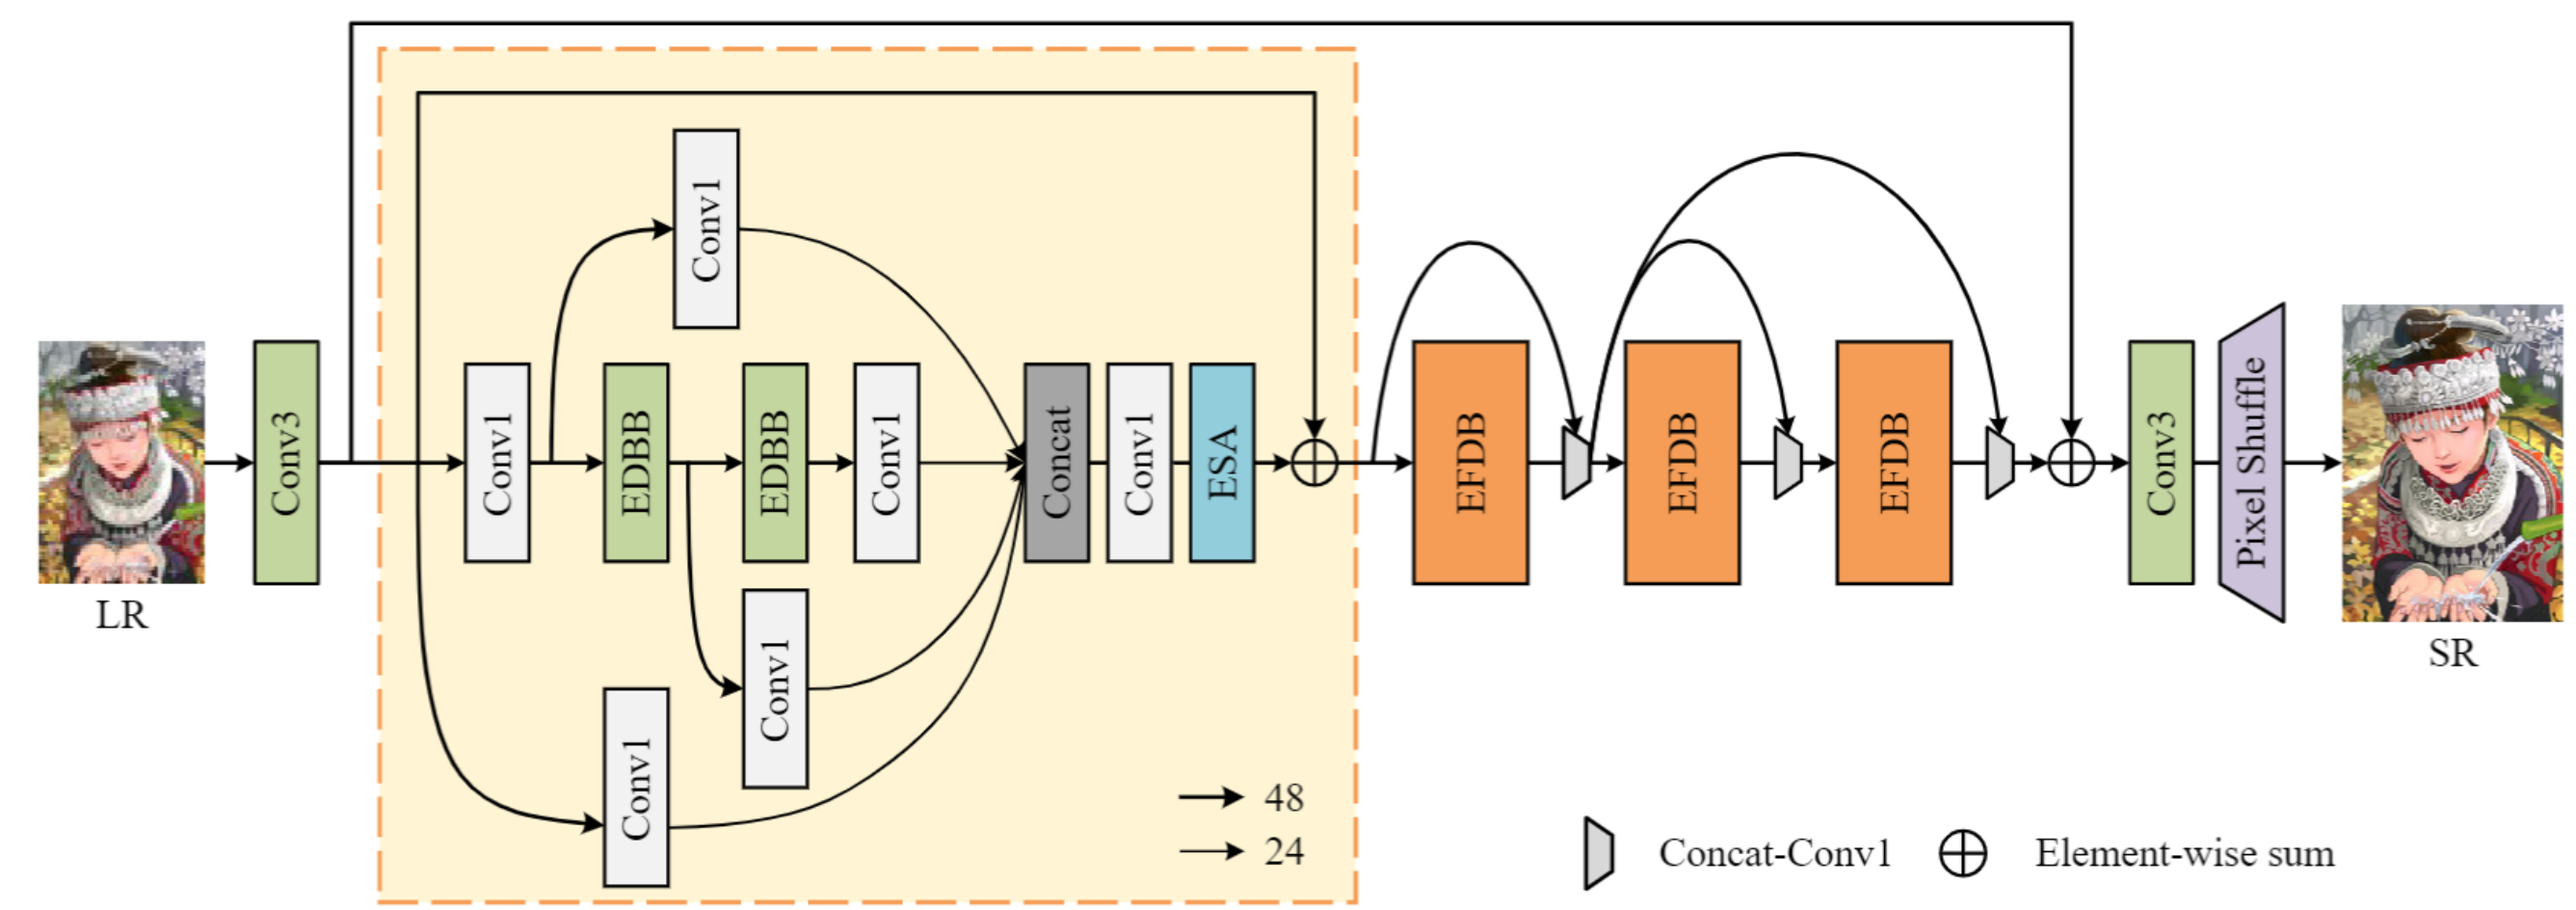 LR
Conv3
Conv1
Conv1
EDBB
EDBB
Conv1
Conv1
Conv1
Concat
Conv1
ESA
48
24
EFDB
EFDB
EFDB
Conv3
Pixel Shuffle
SR
Concat-Conv1
Element-wise sum